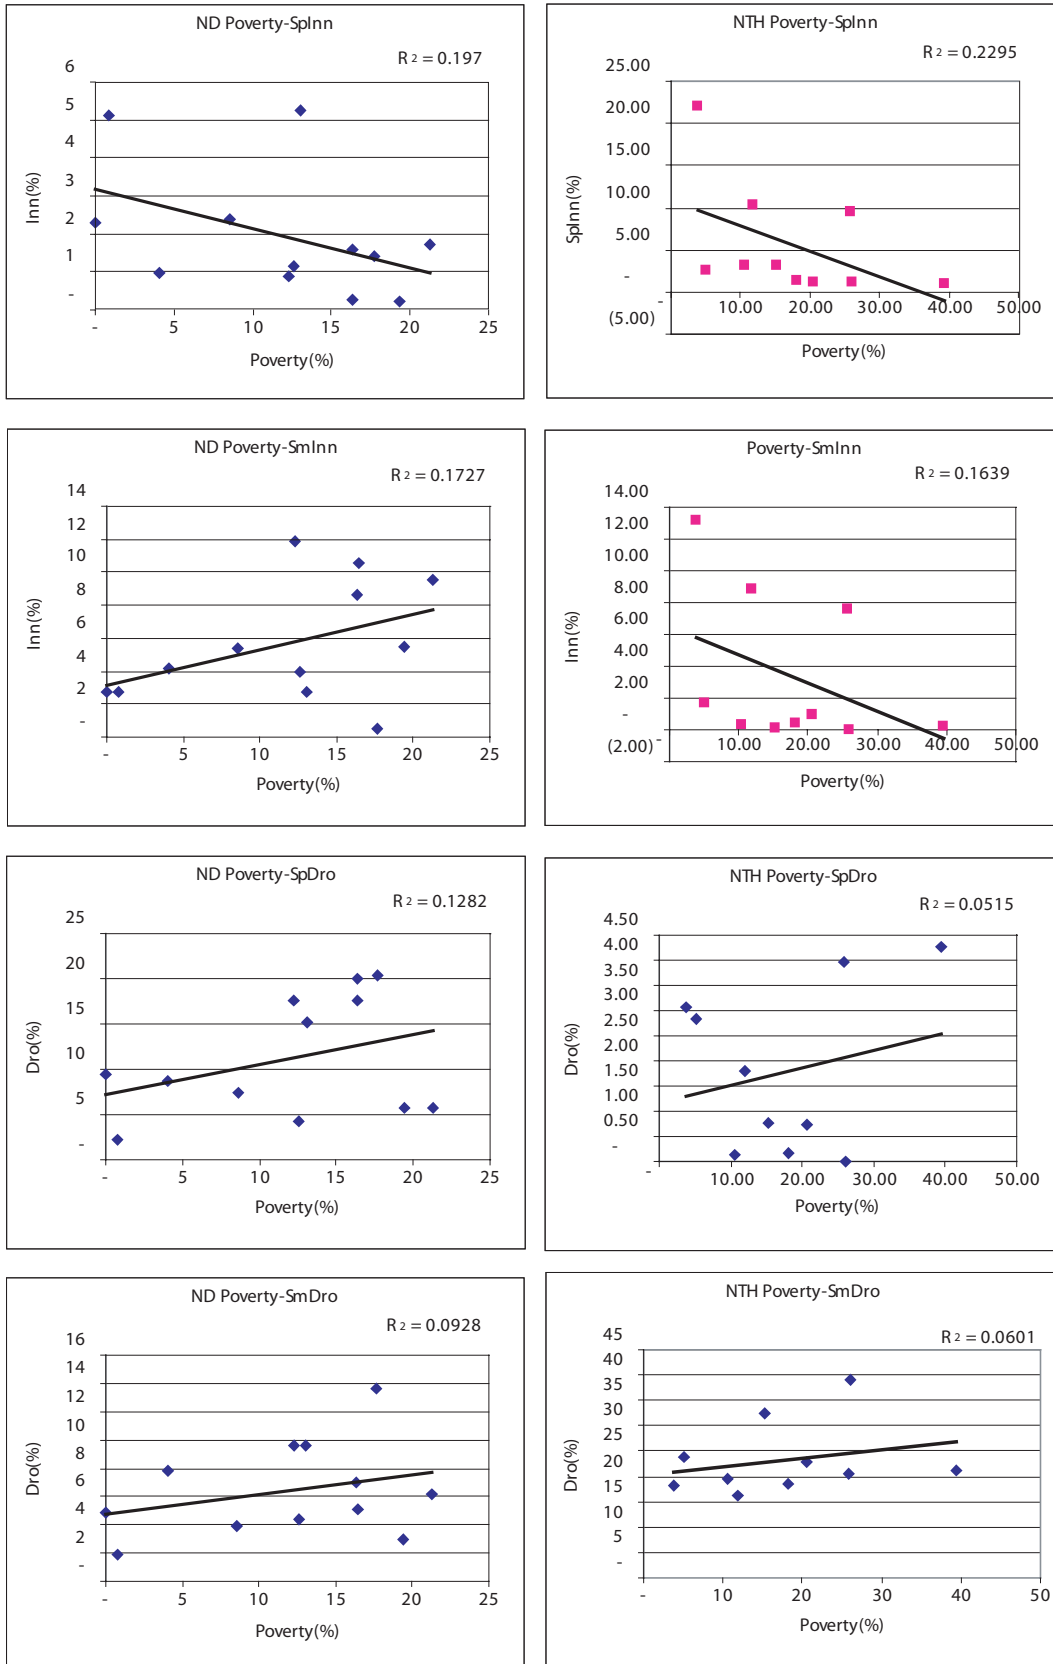 ND Poverty-SpInn
R 2 = 0.197
6
5
4
3
2
1
-
Inn(%)
- 5 10 15 20 25
Poverty(%)
NTH Poverty-SpInn
R 2 = 0.2295
25.00
20.00
15.00
10.00
5.00
-
(5.00)
SpInn(%)
- 10.00 20.00 30.00 40.00 50.00
Poverty(%)
ND Poverty-SmInn
R 2 = 0.1727
14
12
10
8
6
4
2
-
Inn(%)
- 5 10 15 20 25
Poverty(%)
Poverty-SmInn
R 2 = 0.1639
14.00
12.00
10.00
8.00
6.00
4.00
2.00
-
(2.00)
Inn(%)
- 10.00 20.00 30.00 40.00 50.00
Poverty(%)
ND Poverty-SpDro
R 2 = 0.1282
25
20
15
10
5
-
Dro(%)
- 5 10 15 20 25
Poverty(%)
NTH Poverty-SpDro
R 2 = 0.0515
4.50
4.00
3.50
3.00
2.50
2.00
1.50
1.00
0.50
-
Dro(%)
- 10.00 20.00 30.00 40.00 50.00
Poverty(%)
ND Poverty-SmDro
R 2 = 0.0928
16
14
12
10
8
6
4
2
-
Dro(%)
- 5 10 15 20 25
Poverty(%)
NTH Poverty-SmDro
R 2 = 0.0601
45
40
35
30
25
20
15
5
-
Dro(%)
- 10 20 30 40 50
Poverty(%)